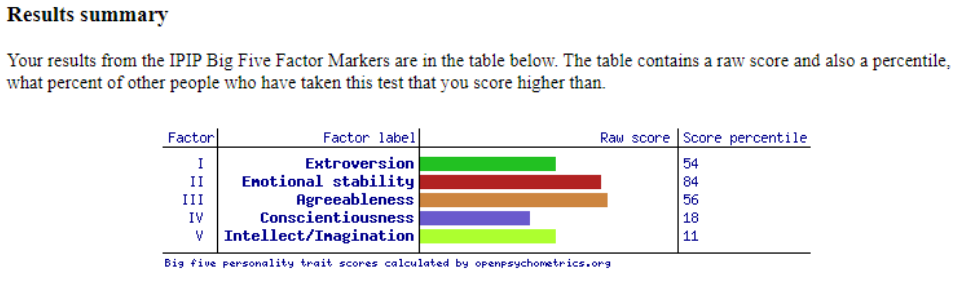 Results summary
Your results from the IPIP Big Five Factor Markers are in the table below. The table contains a raw score and also a percentile,
what percent of other people who have taken this test that you score higher than.
Factor Factor label Raw score Score percentile
I Extroversion 54
II Emotional stability 84
III Agreeableness 56
IV Conscientiousness 18
V Intellect/Imagination 11
Big five personality trait scores calculated by openpsychometrics.org